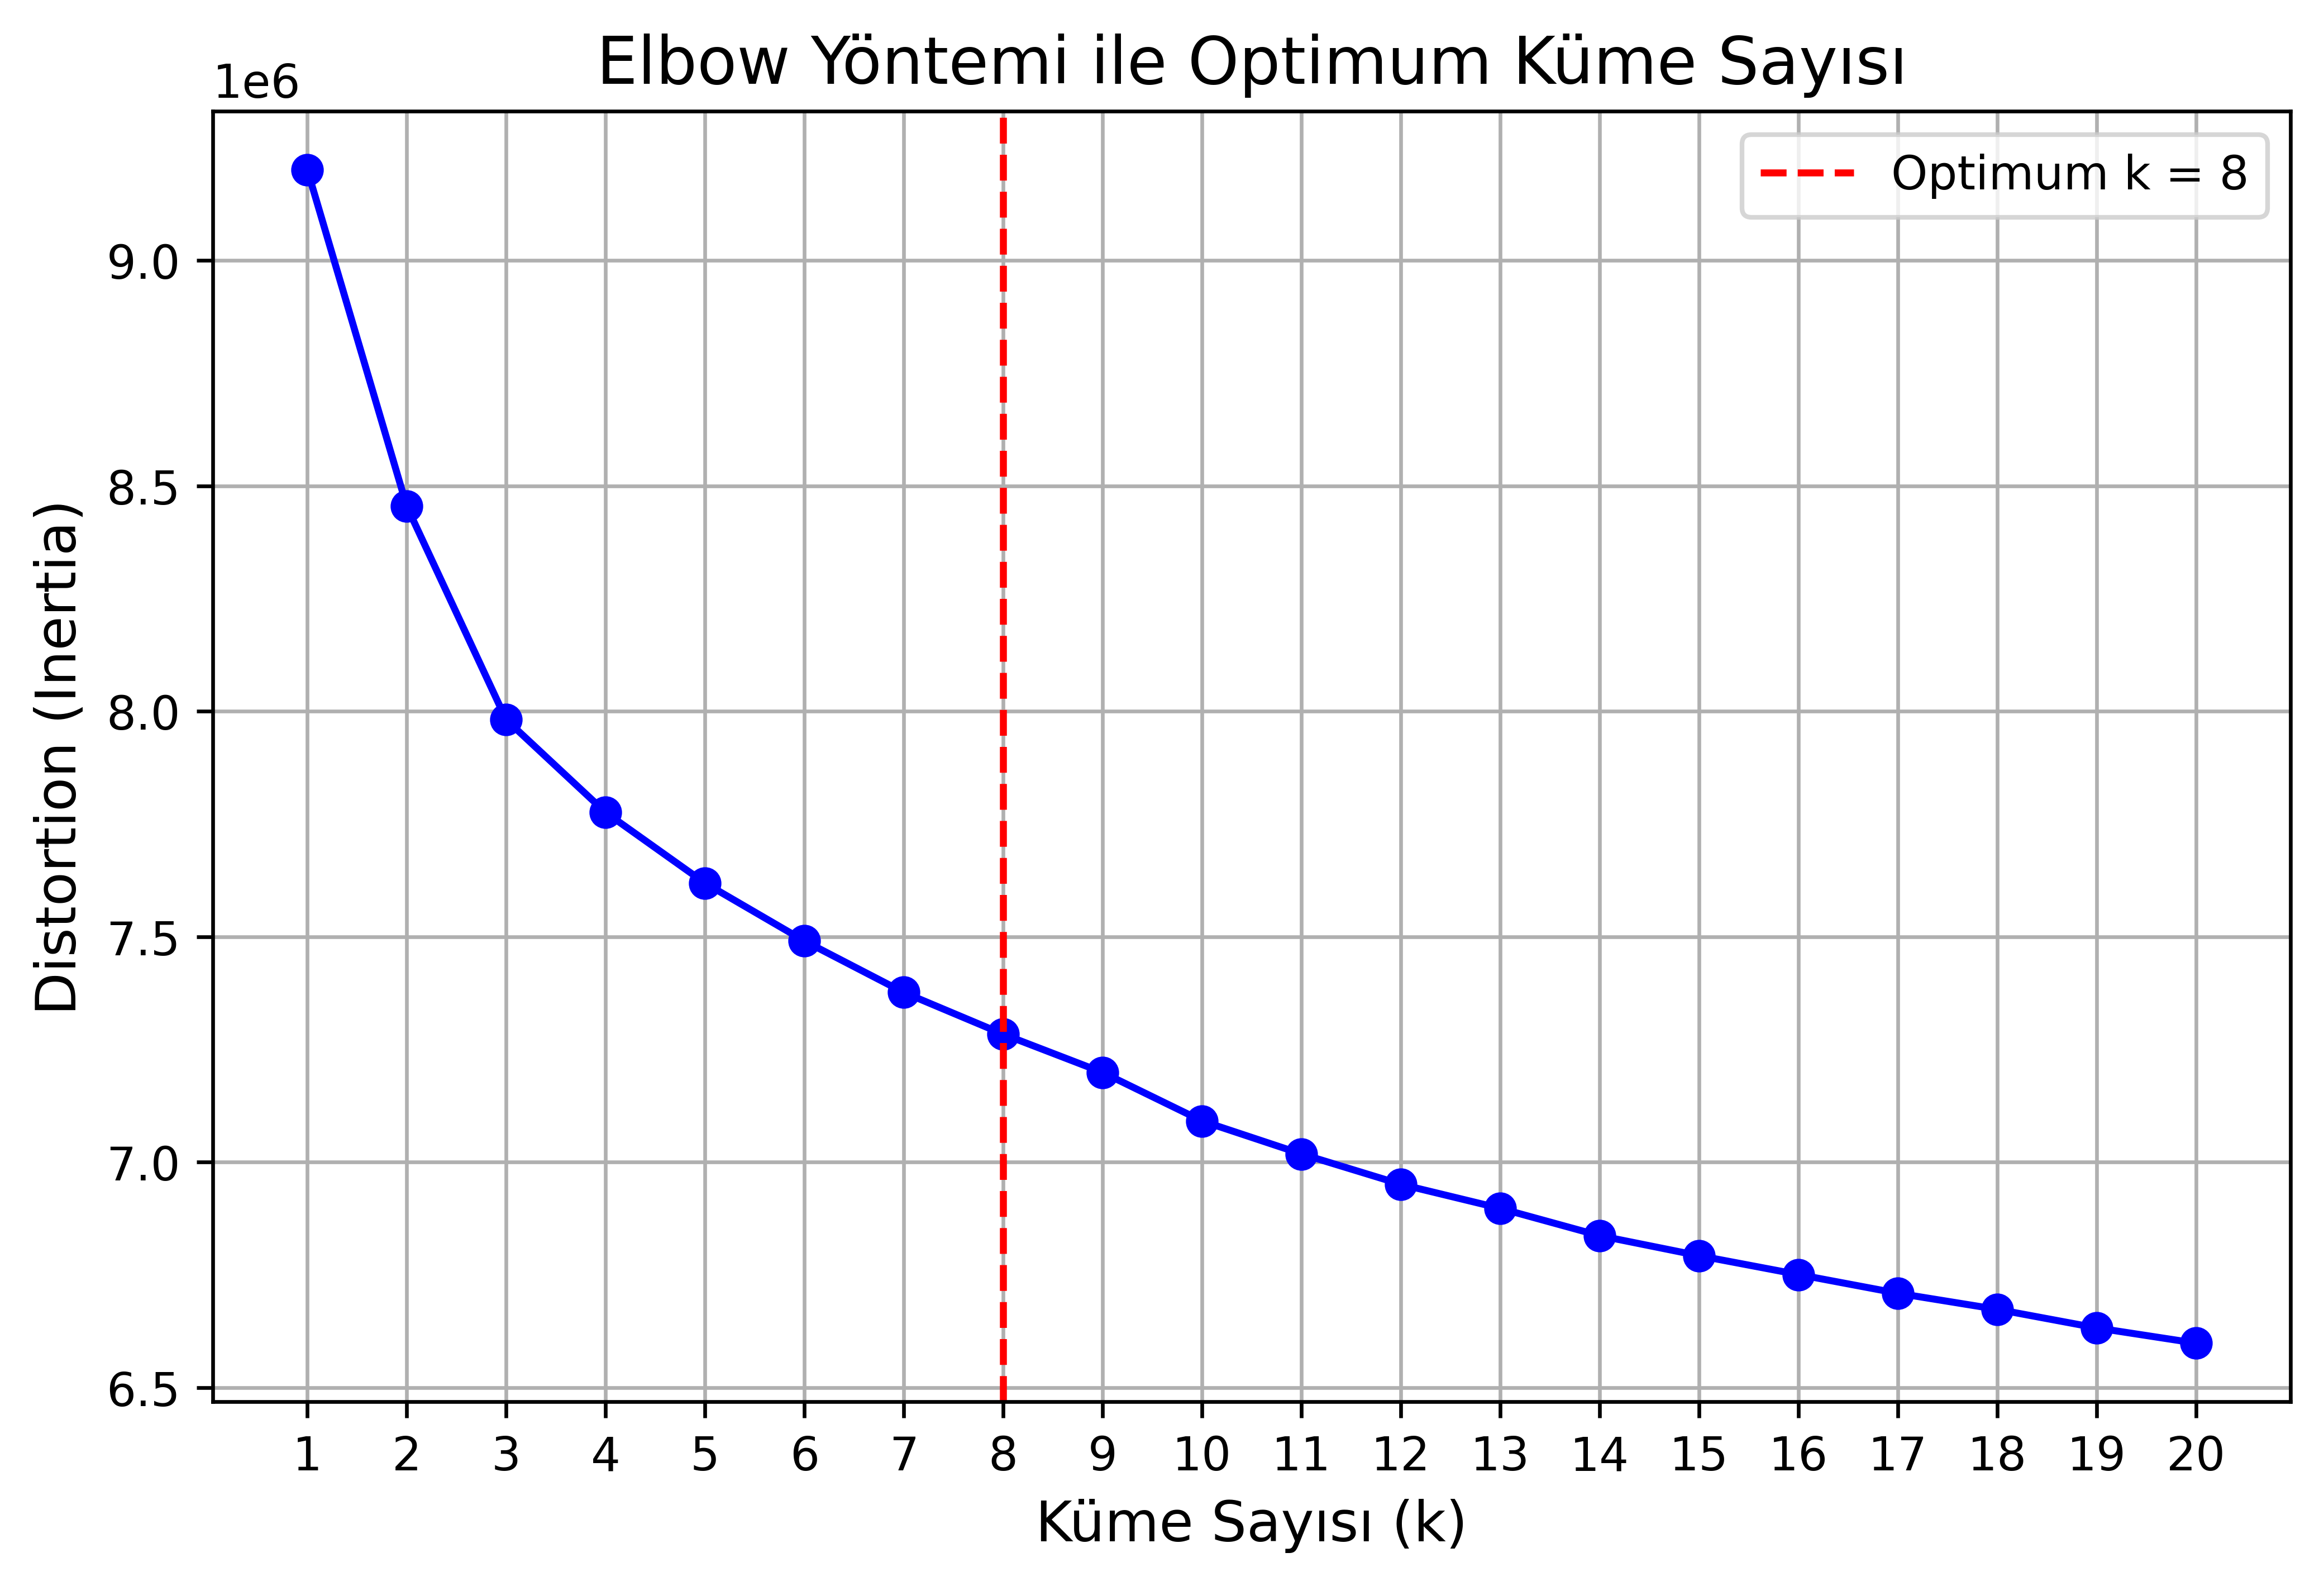 Elbow Yöntemi ile Optimum Küme Sayısı
1e6
Optimum k = 8
9.0
8.5
8.0
7.5
7.0
6.5
Distortion (Inertia)
1 2 3 4 5 6 7 8 9 10 11 12 13 14 15 16 17 18 19 20
Küme Sayısı (k)